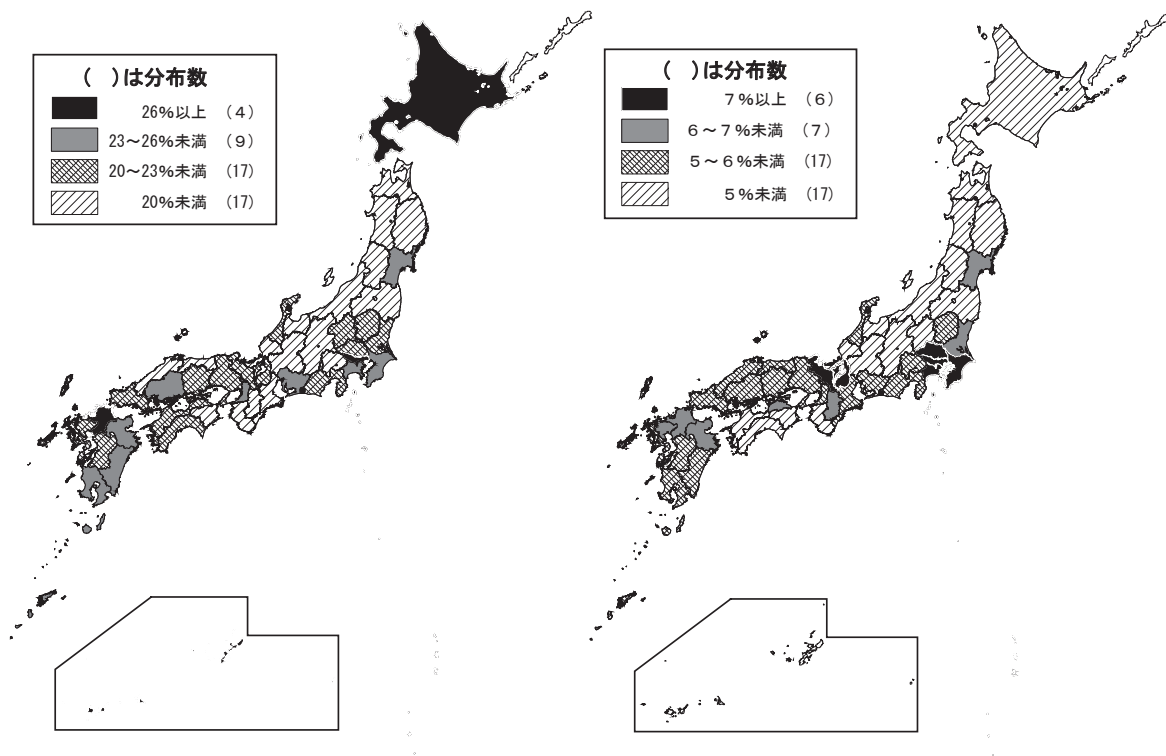 (　)は分布数
26%以上 (4)
23～26%未満 (9)
20～23%未満 (17)
20%未満 (17)
(　)は分布数
７%以上 (６)
６～７%未満 (７)
５～６%未満 (17)
５%未満 (17)